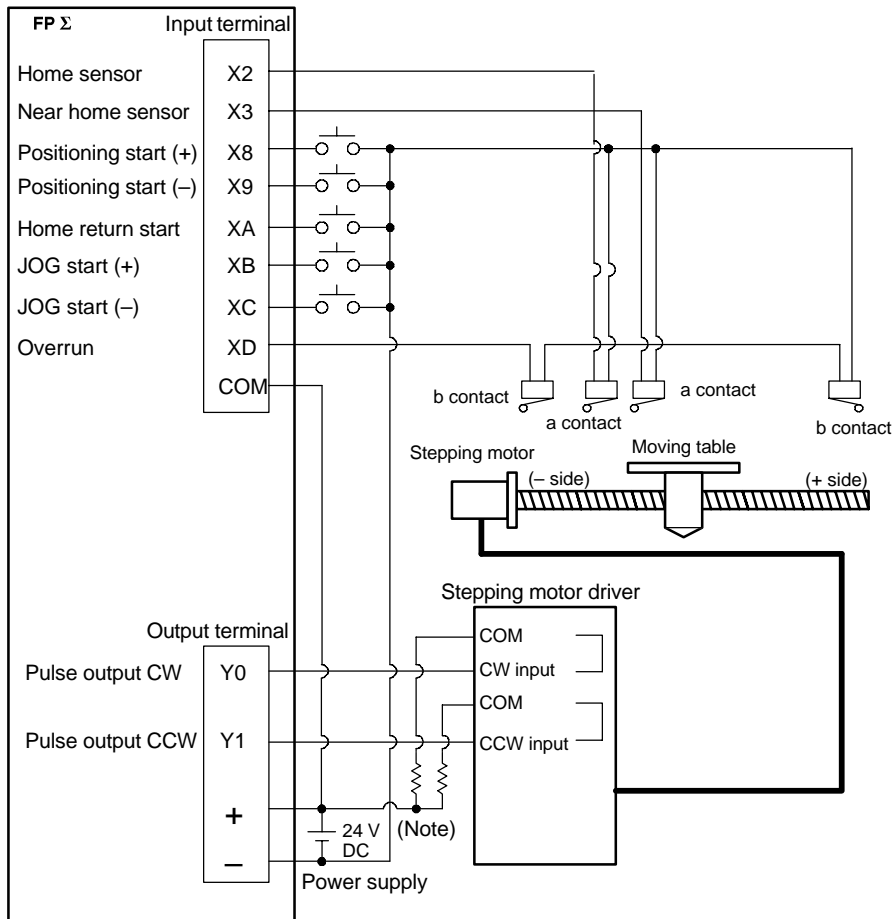 FP Σ
Input terminal
Home sensor X2
Near home sensor X3
Positioning start (+) X8
Positioning start (–) X9
Home return start XA
JOG start (+) XB
JOG start (–) XC
Overrun XD
COM
b contact
a contact
a contact
b contact
Stepping motor
Moving table
(– side)
(+ side)
Stepping motor driver
Output terminal
COM
Pulse output CW Y0
CW input
COM
Pulse output CCW Y1
CCW input
+
24 V
DC
(Note)
–
Power supply